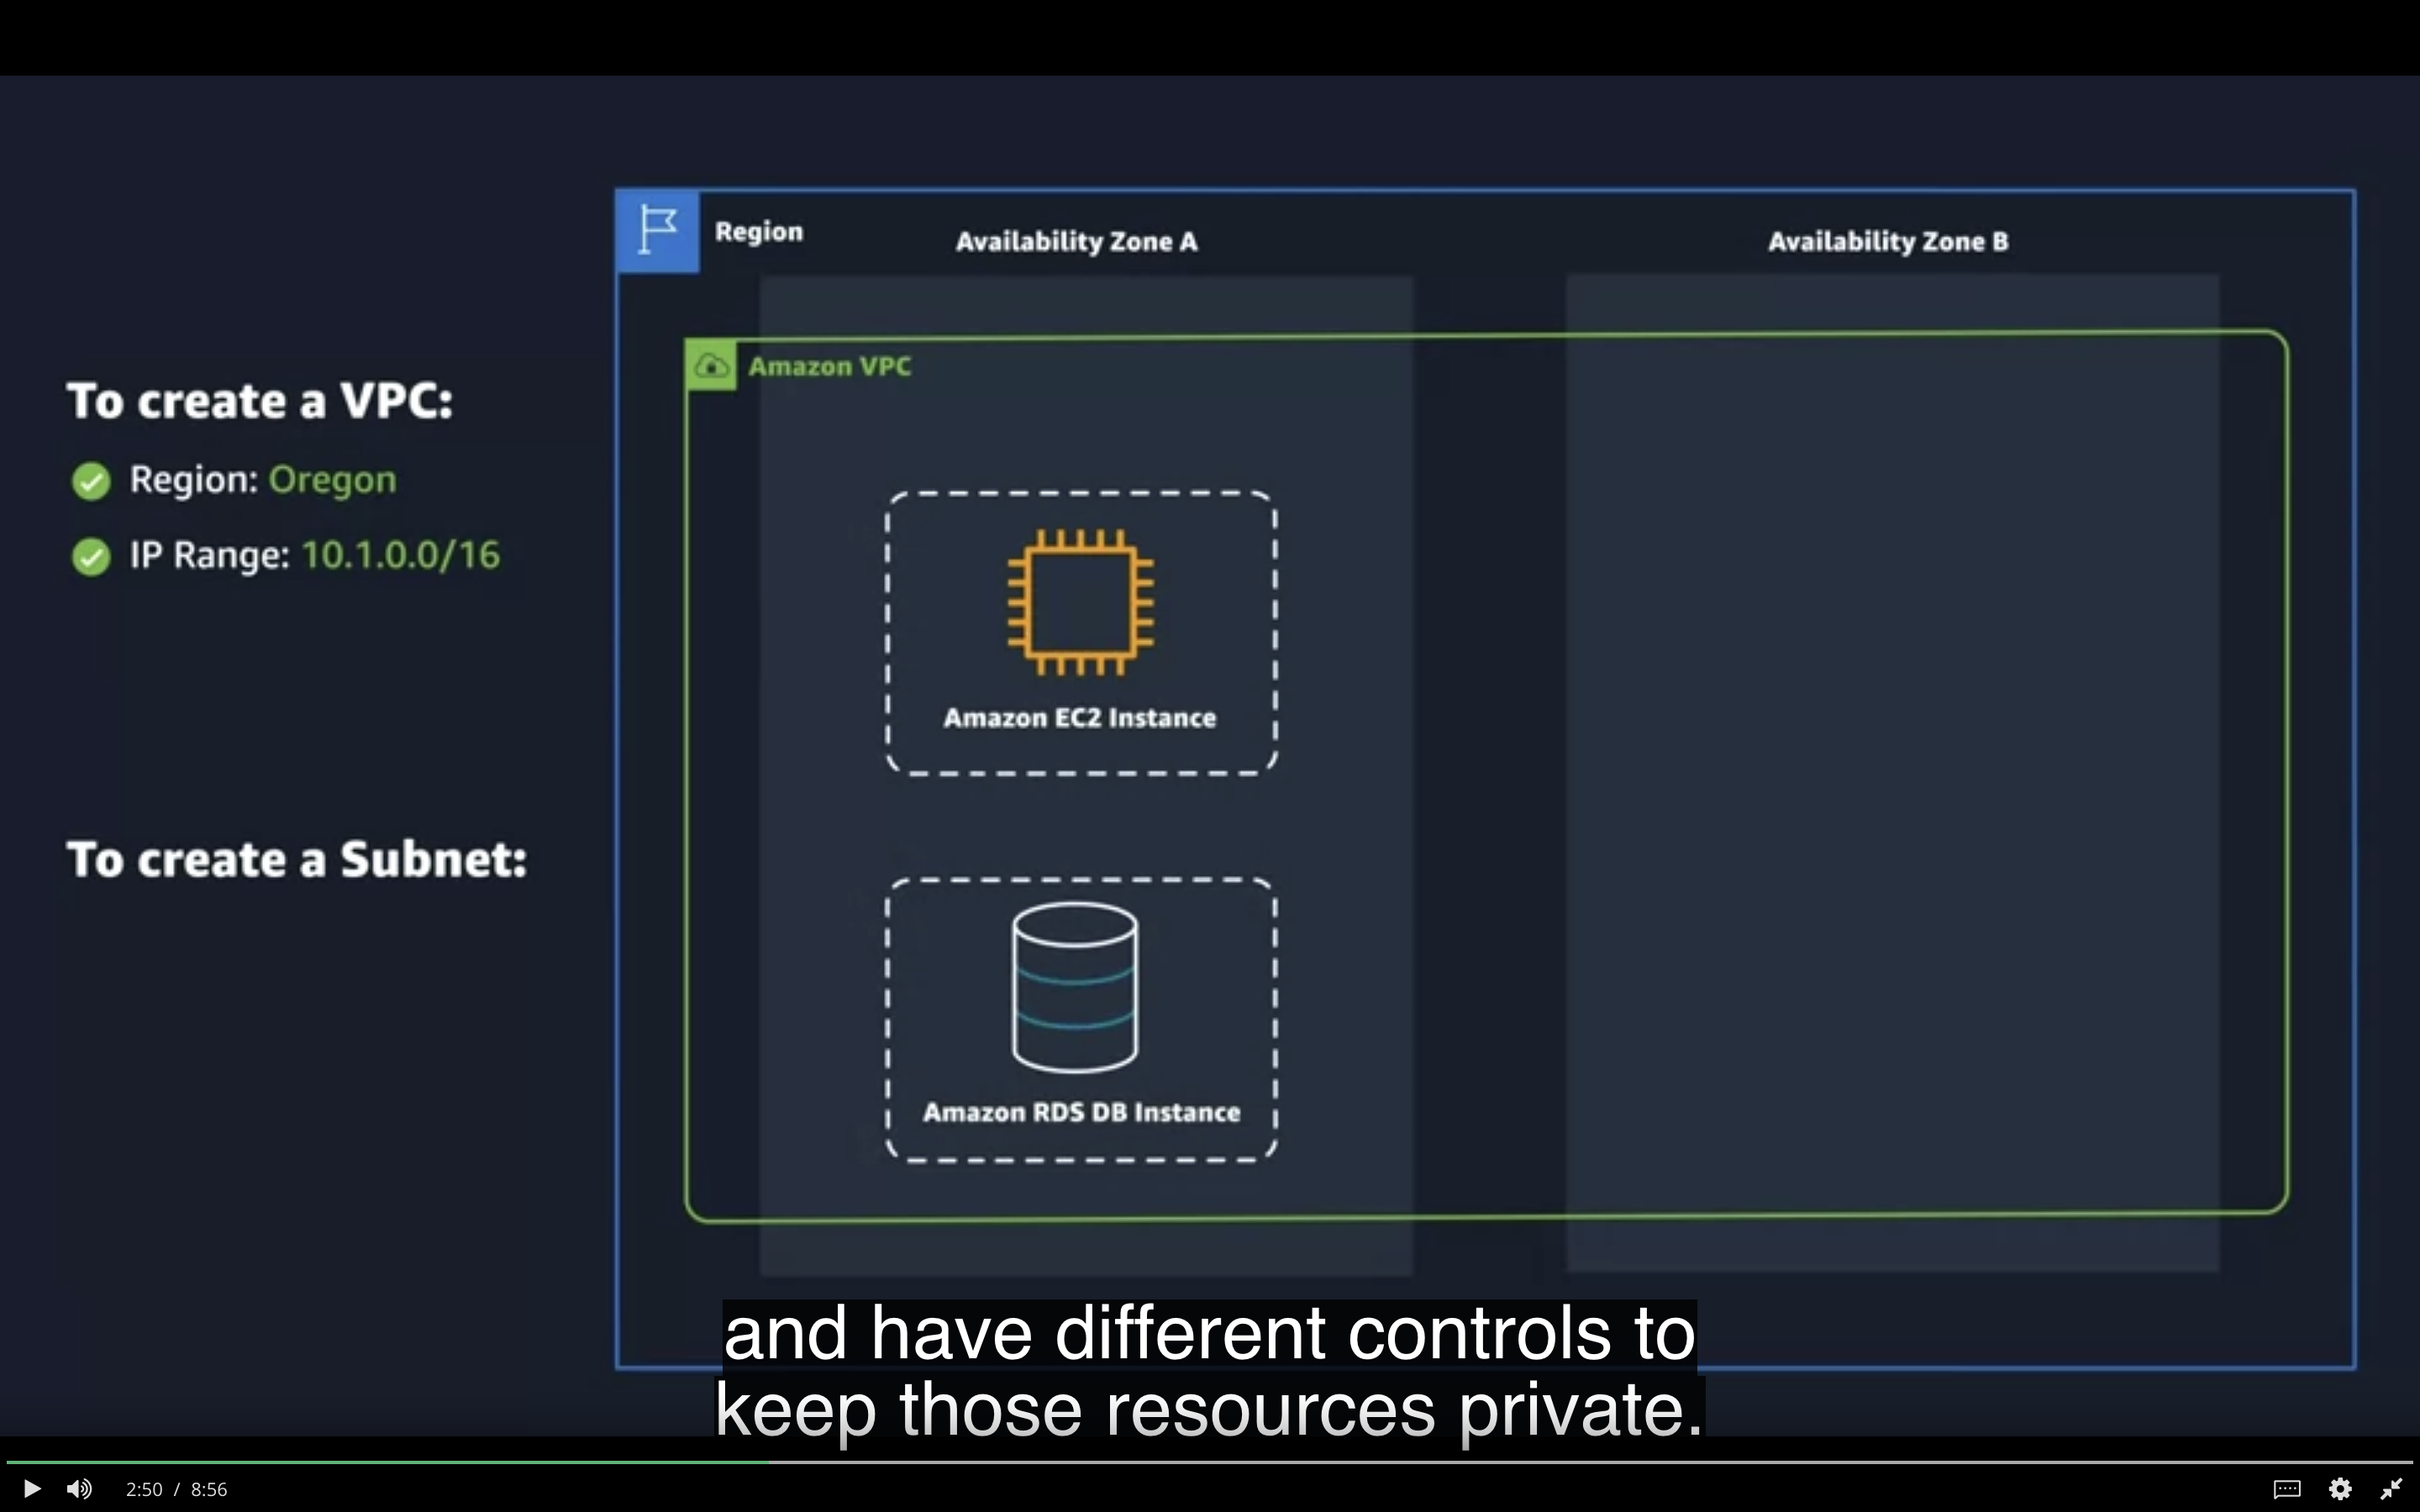 Region
Availability Zone A
Availability Zone B
Amazon VPC
To create a VPC:
Region: Oregon
IP Range: 10.1.0.0/16
Amazon EC2 Instance
To create a Subnet:
Amazon RDS DB Instance
and have different controls to
keep those resources private.
2:50 / 8:56